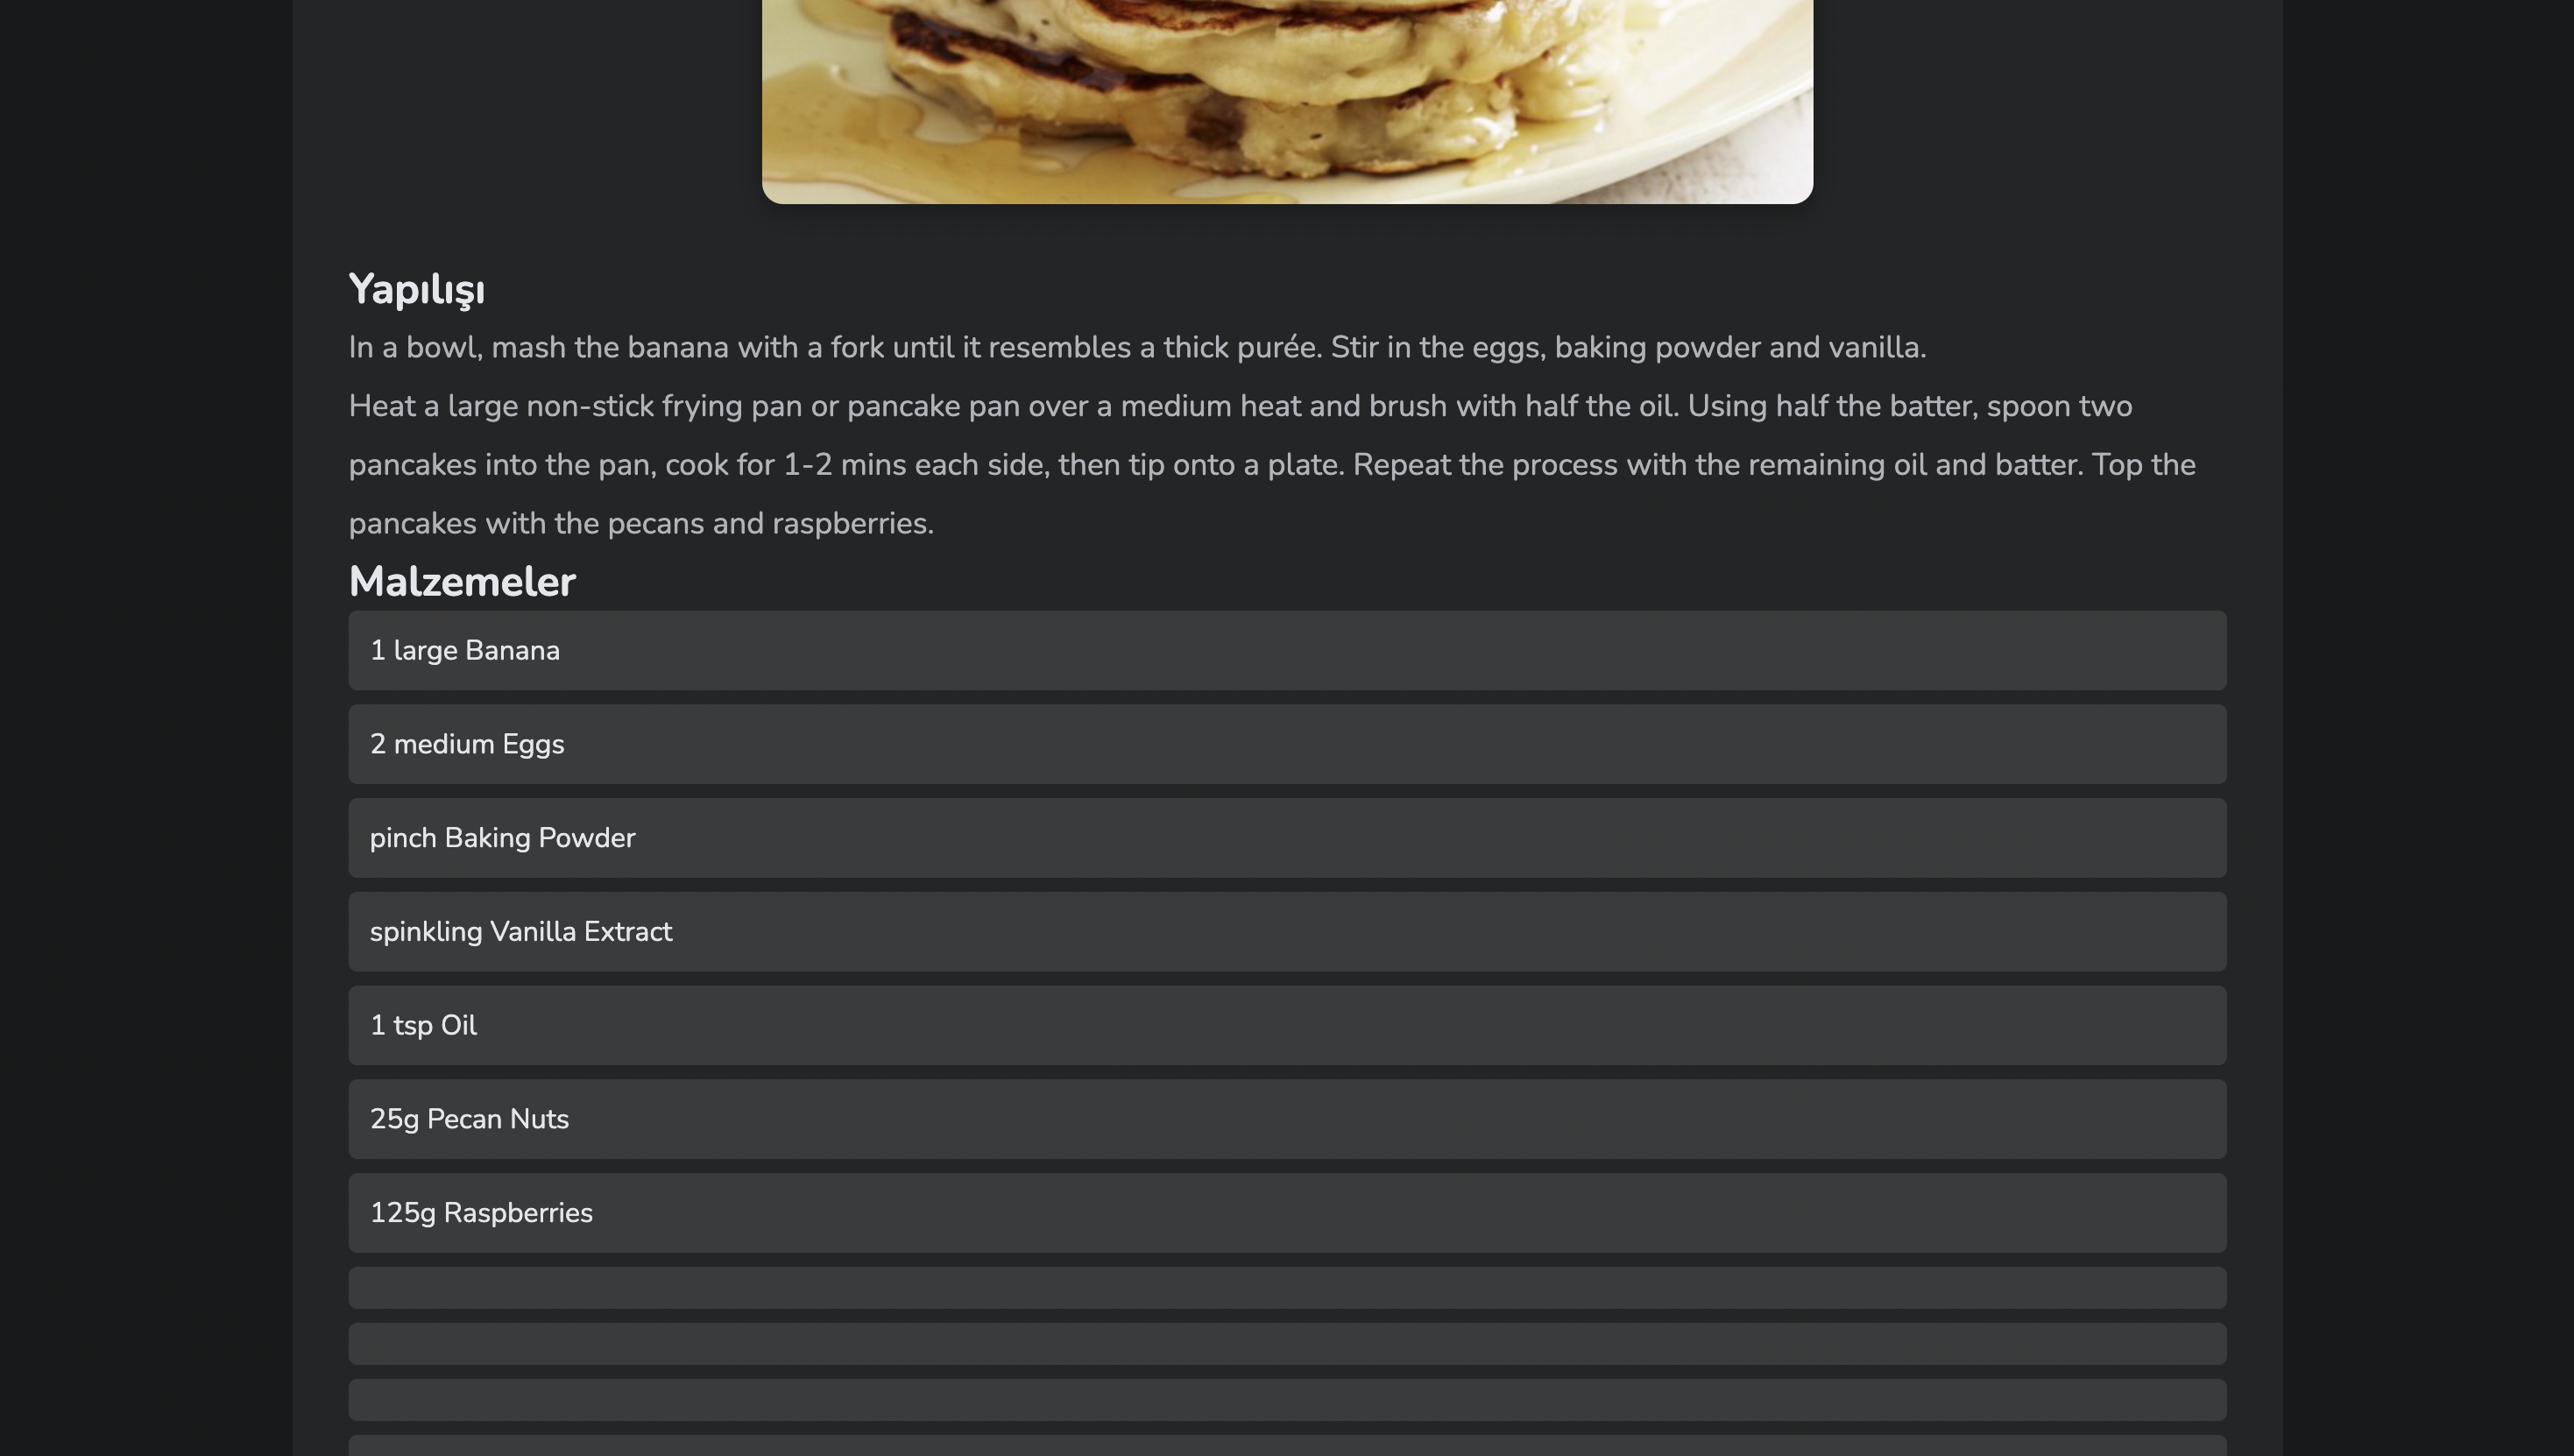 Yapılışı
In a bowl, mash the banana with a fork until it resembles a thick purée. Stir in the eggs, baking powder and vanilla.
Heat a large non-stick frying pan or pancake pan over a medium heat and brush with half the oil. Using half the batter, spoon two
pancakes into the pan, cook for 1-2 mins each side, then tip onto a plate. Repeat the process with the remaining oil and batter. Top the
pancakes with the pecans and raspberries.
Malzemeler
1 large Banana
2 medium Eggs
pinch Baking Powder
spinkling Vanilla Extract
1 tsp Oil
25g Pecan Nuts
125g Raspberries